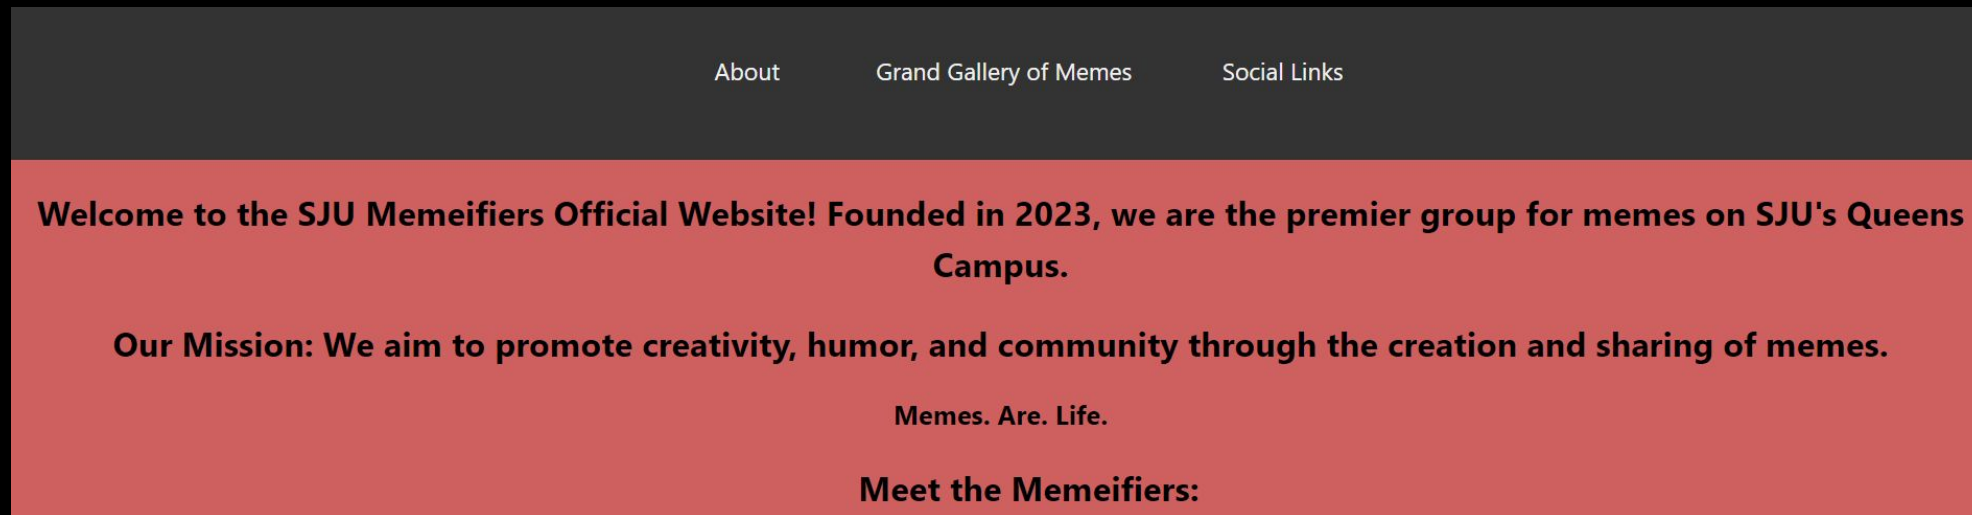 About Grand Gallery of Memes Social Links
Welcome to the SJU Memeifiers Official Website! Founded in 2023, we are the premier group for memes on SJU's Queens
Campus.
Our Mission: We aim to promote creativity, humor, and community through the creation and sharing of memes.
Memes. Are. Life.
Meet the Memeifiers: